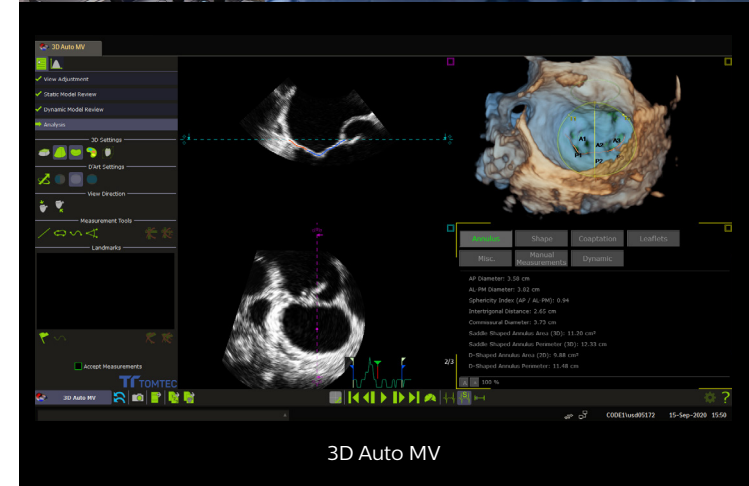 3D Auto MV
View Adjustment
Static Model Review
Dynamic Model Review
Analysis
3D Settings
D'Art Settings
View Direction
Measurement Tools
Landmarks
Accept Measurements
TOMTEC
A1
A2
A3
P1
P2
Annulus
Shape
Coaptation
Leaflets
Misc.
Manual Measurements
Dynamic
AP Diameter: 3.58 cm
AL PM Diameter: 3.82 cm
Sphericity Index (AP / AL PM): 0.94
Intertrigonal Distance: 2.65 cm
Commissural Diameter: 3.73 cm
Saddle Shaped Annulus Area (3D): 11.20 cm²
Saddle Shaped Annulus Perimeter (3D): 12.33 cm
D-Shaped Annulus Area (2D): 9.88 cm²
D-Shaped Annulus Perimeter: 11.48 cm
2/3
100 %
3D Auto MV
?
CODE1\usd05172
15-Sep-2020
15:50
3D Auto MV